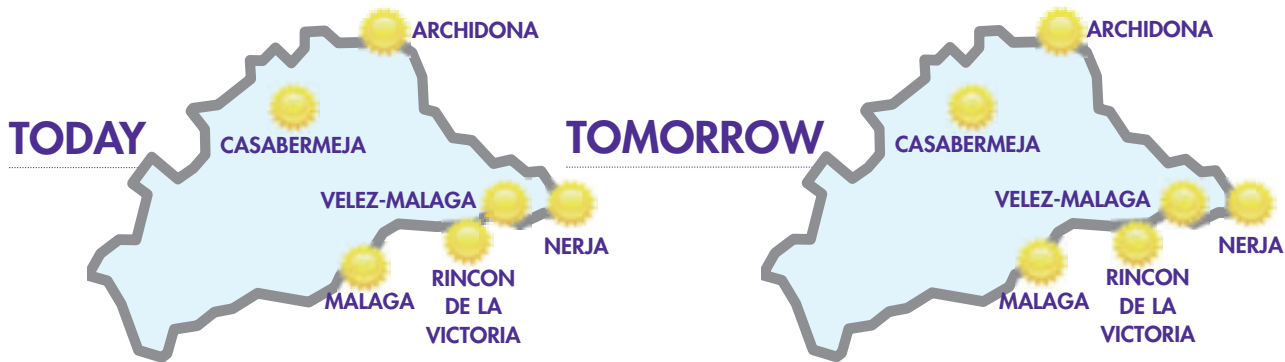 TODAY
ARCHIDONA
CASABERMEJA
VELEZ-MALAGA
NERJA
MALAGA
RINCON
DE LA
VICTORIA
TOMORROW
ARCHIDONA
CASABERMEJA
VELEZ-MALAGA
NERJA
MALAGA
RINCON
DE LA
VICTORIA